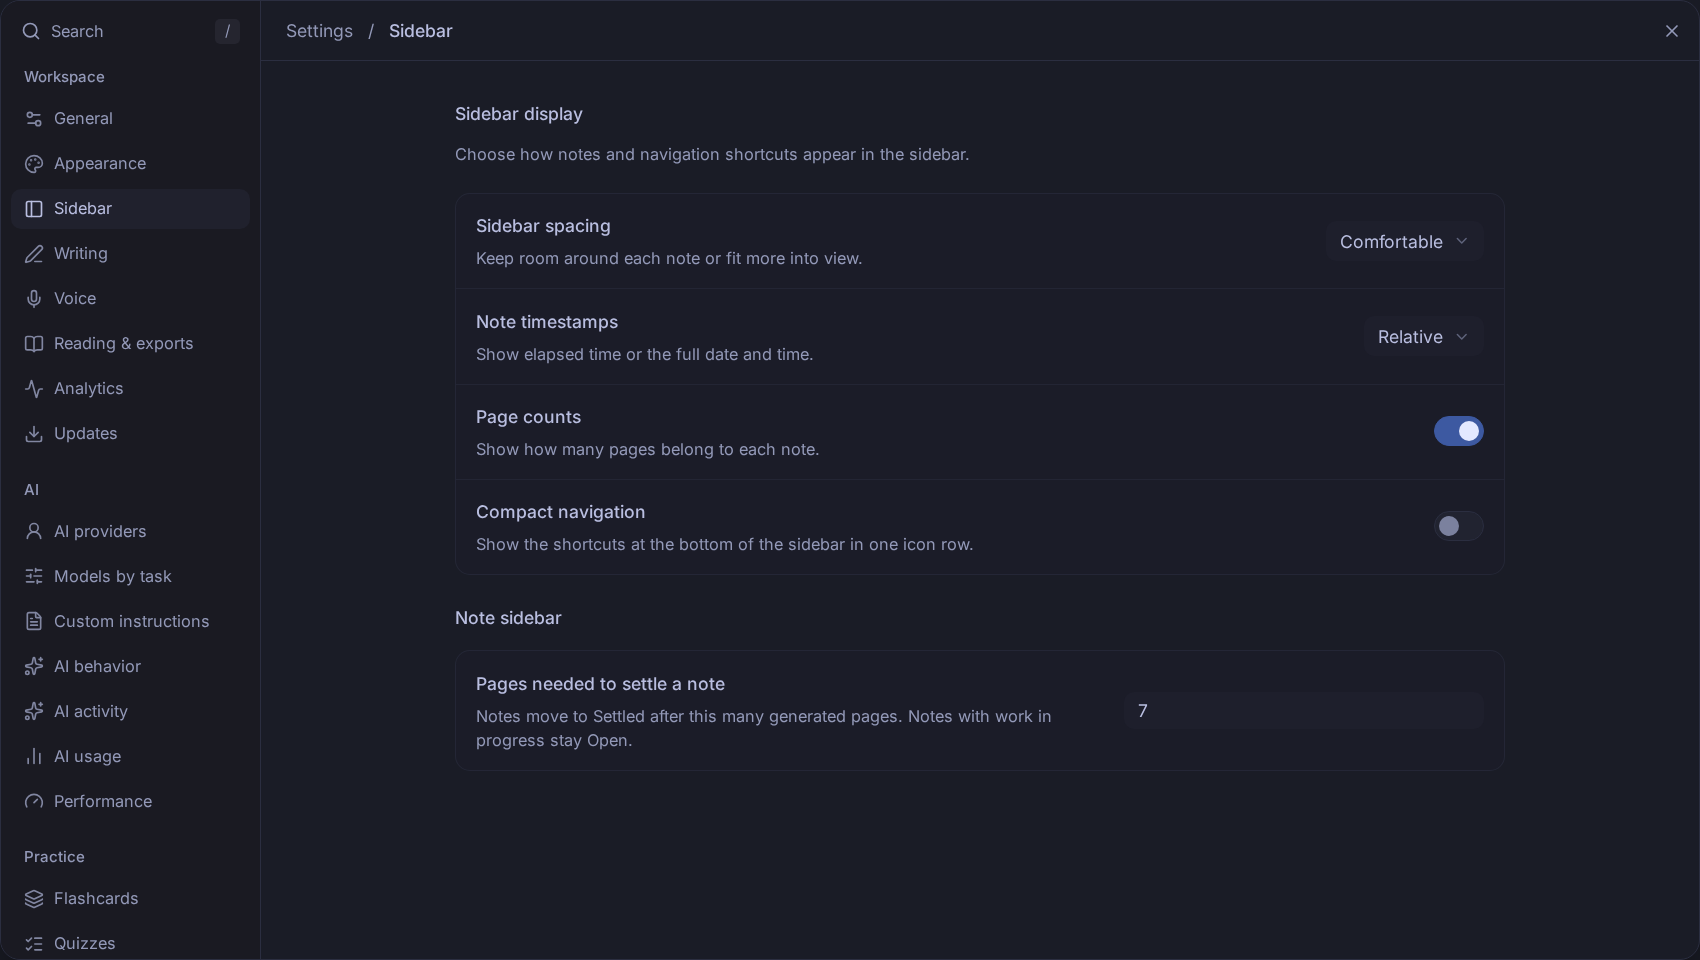 Search
/
Workspace
General
Appearance
Sidebar
Writing
Voice
Reading & exports
Analytics
Updates
AI
AI providers
Models by task
Custom instructions
AI behavior
AI activity
AI usage
Performance
Practice
Flashcards
Quizzes
Settings / Sidebar
Sidebar display
Choose how notes and navigation shortcuts appear in the sidebar.
Sidebar spacing
Keep room around each note or fit more into view.
Comfortable
Note timestamps
Show elapsed time or the full date and time.
Relative
Page counts
Show how many pages belong to each note.
Compact navigation
Show the shortcuts at the bottom of the sidebar in one icon row.
Note sidebar
Pages needed to settle a note
Notes move to Settled after this many generated pages. Notes with work in
progress stay Open.
7